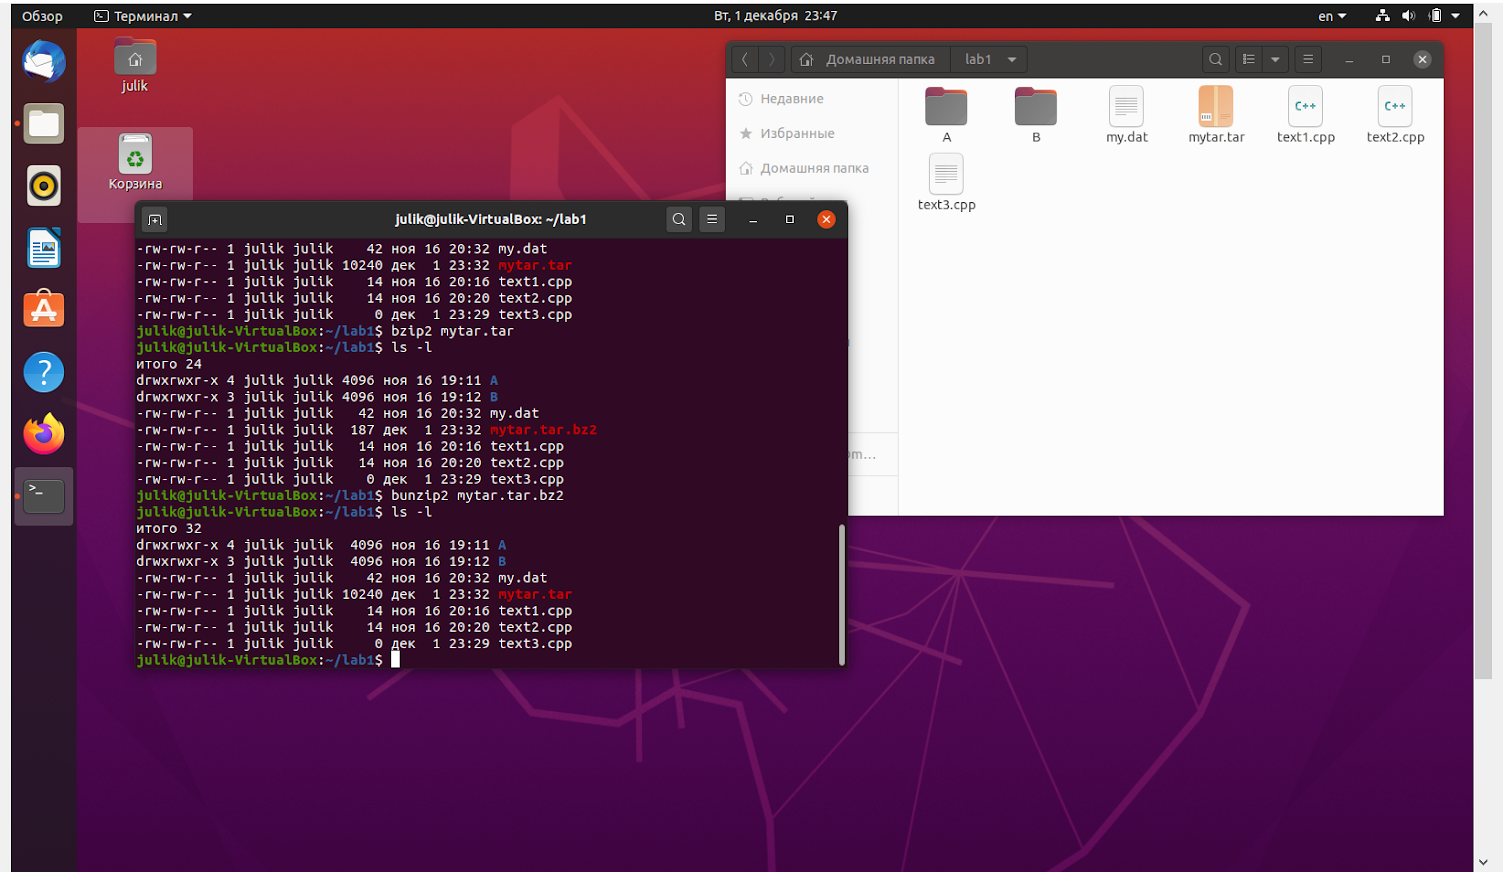 Обзор
Терминал
Вт, 1 декабря 23:47
en
julik
Корзина
Домашняя папка
lab1
Недавние
Избранные
Домашняя папка
A
B
my.dat
mytar.tar
text1.cpp
text2.cpp
text3.cpp
C++
C++
julik@julik-VirtualBox: ~/lab1
-rw-rw-r-- 1 julik julik    42 ноя 16 20:32 my.dat
-rw-rw-r-- 1 julik julik 10240 дек  1 23:32 mytar.tar
-rw-rw-r-- 1 julik julik    14 ноя 16 20:16 text1.cpp
-rw-rw-r-- 1 julik julik    14 ноя 16 20:20 text2.cpp
-rw-rw-r-- 1 julik julik     0 дек  1 23:29 text3.cpp
julik@julik-VirtualBox:~/lab1$ bzip2 mytar.tar
julik@julik-VirtualBox:~/lab1$ ls -l
итого 24
drwxrwxr-x 4 julik julik 4096 ноя 16 19:11 A
drwxrwxr-x 3 julik julik 4096 ноя 16 19:12 B
-rw-rw-r-- 1 julik julik   42 ноя 16 20:32 my.dat
-rw-rw-r-- 1 julik julik  187 дек  1 23:32 mytar.tar.bz2
-rw-rw-r-- 1 julik julik   14 ноя 16 20:16 text1.cpp
-rw-rw-r-- 1 julik julik   14 ноя 16 20:20 text2.cpp
-rw-rw-r-- 1 julik julik    0 дек  1 23:29 text3.cpp
julik@julik-VirtualBox:~/lab1$ bunzip2 mytar.tar.bz2
julik@julik-VirtualBox:~/lab1$ ls -l
итого 32
drwxrwxr-x 4 julik julik  4096 ноя 16 19:11 A
drwxrwxr-x 3 julik julik  4096 ноя 16 19:12 B
-rw-rw-r-- 1 julik julik    42 ноя 16 20:32 my.dat
-rw-rw-r-- 1 julik julik 10240 дек  1 23:32 mytar.tar
-rw-rw-r-- 1 julik julik    14 ноя 16 20:16 text1.cpp
-rw-rw-r-- 1 julik julik    14 ноя 16 20:20 text2.cpp
-rw-rw-r-- 1 julik julik     0 дек  1 23:29 text3.cpp
julik@julik-VirtualBox:~/lab1$